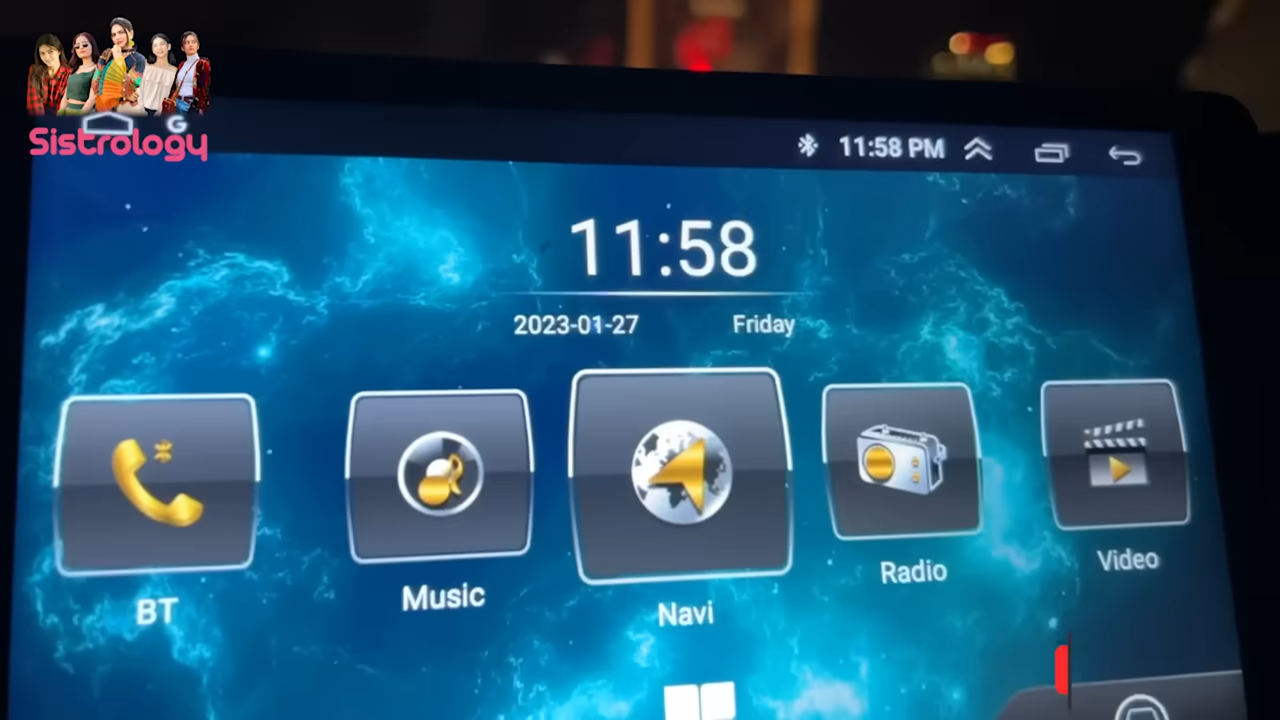 Sistrology
G
11:58 PM
11:58
2023-01-27 Friday
BT
Music
Navi
Radio
Video